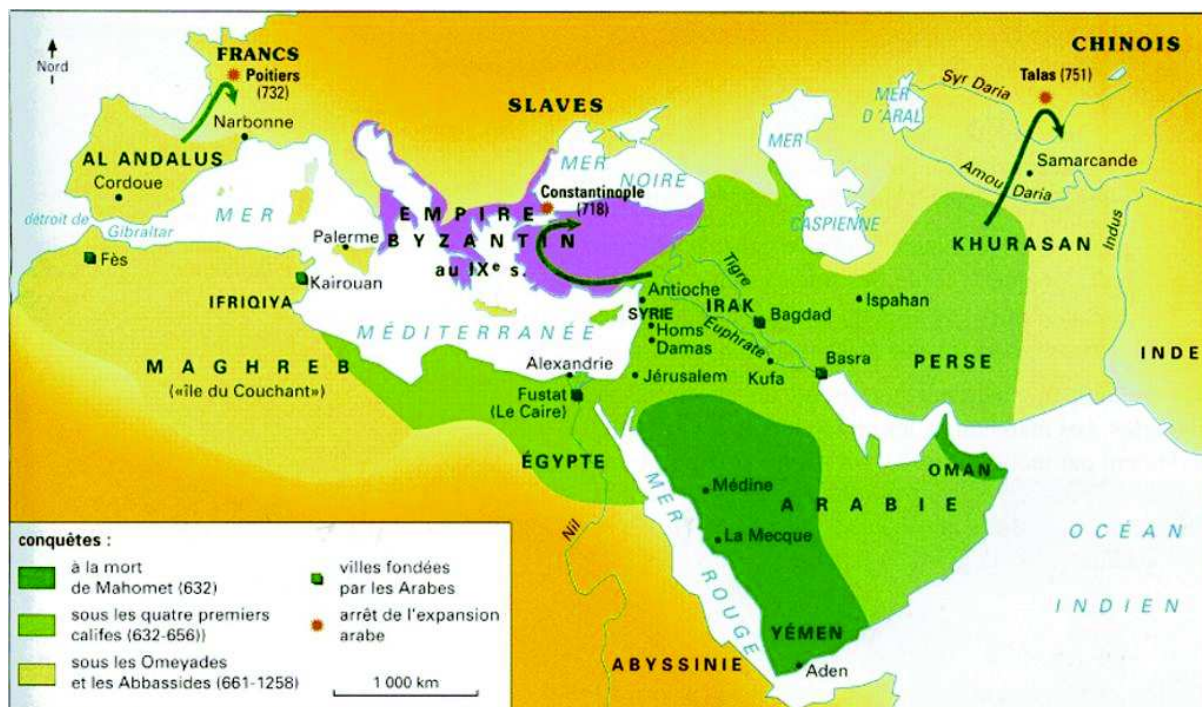 Nord
FRANCS
Poitiers
(732)
Narbonne
AL ANDALUS
Cordoue
détroit de
Gibraltar
Fès
SLAVES
CHINOIS
Talas (751)
Syr Daria
MER
D'ARAL
Samarcande
Amou Daria
MER
CASPIENNE
KHURASAN
Indus
INDE
MER
NOIRE
Constantinople
(718)
EMPIRE
BYZANTIN
au IXe s.
MER
MÉDITERRANÉE
Palerme
Kairouan
IFRIQIYA
MAGHREB
(«île du Couchant»)
Antioche
SYRIE
Homs
Damas
Tigre
IRAK
Bagdad
Euphrate
Kufa
Basra
Ispahan
PERSE
Alexandrie
Jérusalem
Fustat
(Le Caire)
ÉGYPTE
Nil
MER ROUGE
Médine
La Mecque
ARABIE
OMAN
YÉMEN
Aden
ABYSSINIE
OCÉAN
INDIEN
conquêtes :
à la mort
de Mahomet (632)
sous les quatre premiers
califes (632-656))
sous les Omeyades
et les Abbassides (661-1258)
villes fondées
par les Arabes
arrêt de l'expansion
arabe
1 000 km